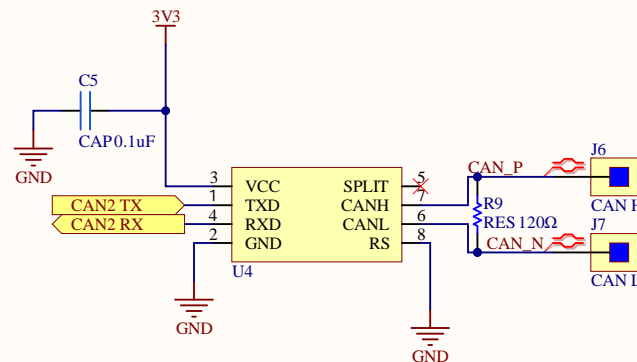 3V3
C5
CAP 0.1uF
GND
J6
CAN_P
CAN H
3 VCC SPLIT 5
CAN2 TX 1 TXD CANH 7
CAN2 RX 4 RXD CANL 6
2 GND RS 8
R9
RES 120Ω
CAN_N
J7
CAN L
U4
GND
GND